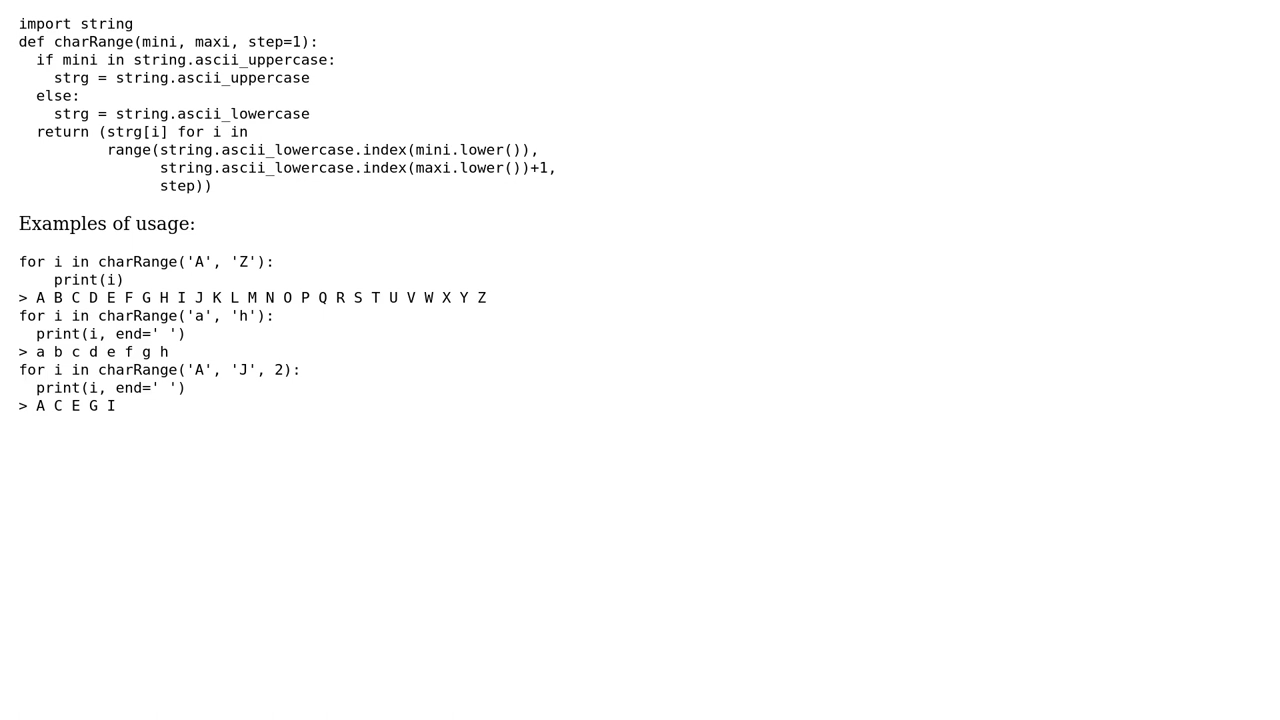 import string
def charRange(mini, maxi, step=1):
  if mini in string.ascii_uppercase:
    strg = string.ascii_uppercase
  else:
    strg = string.ascii_lowercase
  return (strg[i] for i in
          range(string.ascii_lowercase.index(mini.lower()),
                string.ascii_lowercase.index(maxi.lower())+1,
                step))
Examples of usage:
for i in charRange('A', 'Z'):
    print(i)
> A B C D E F G H I J K L M N O P Q R S T U V W X Y Z
for i in charRange('a', 'h'):
  print(i, end=' ')
> a b c d e f g h
for i in charRange('A', 'J', 2):
  print(i, end=' ')
> A C E G I